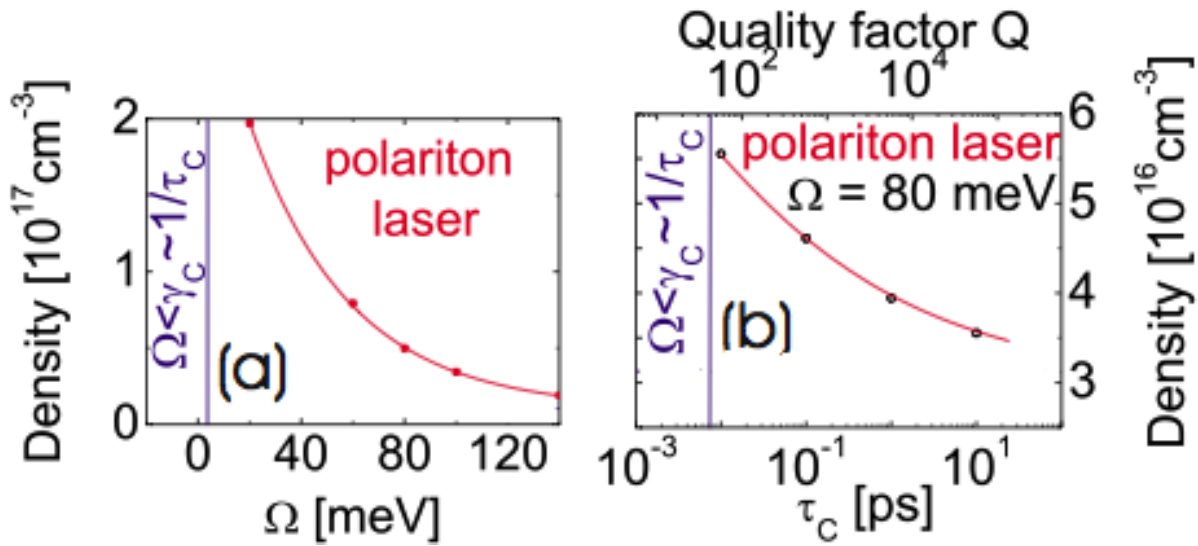 Density [10^17 cm^-3]
2
1
0
Ω<γ_C~1/τ_C
(a)
polariton
laser
0 40 80 120
Ω [meV]
Quality factor Q
10^2 10^4
Ω<γ_C~1/τ_C
(b)
polariton laser
Ω = 80 meV
6
5
4
3
Density [10^16 cm^-3]
10^-3 10^-1 10^1
τ_C [ps]